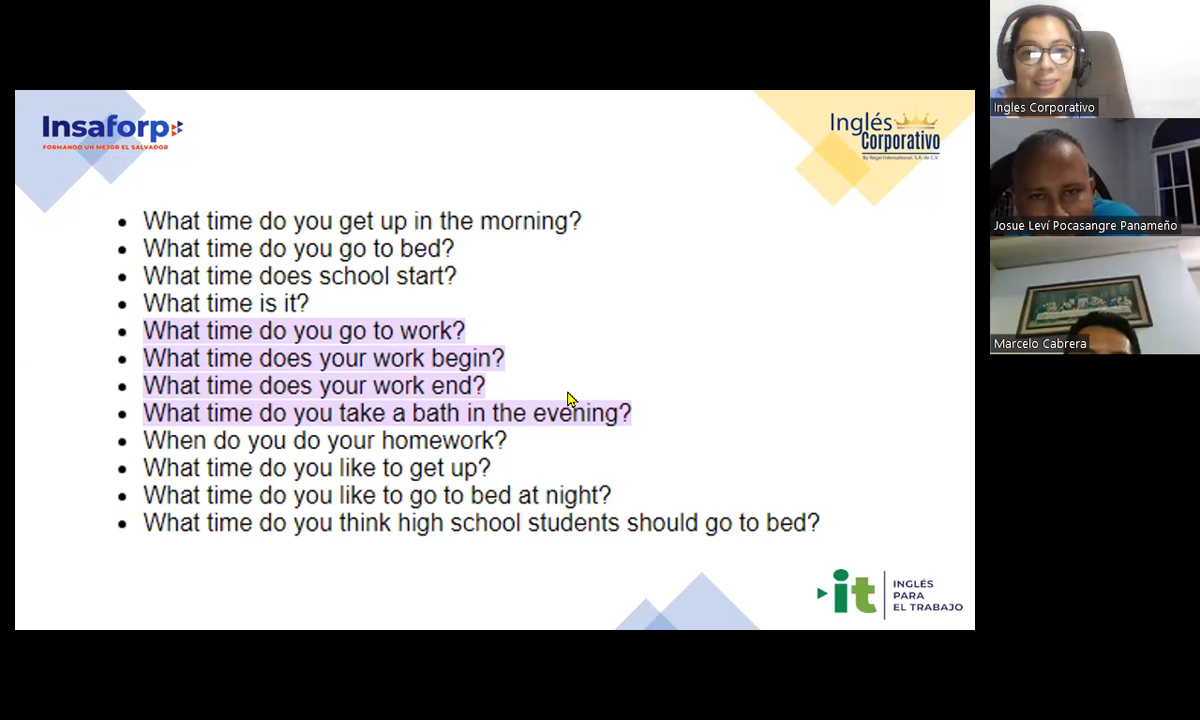 Insaforp
FORMANDO UN MEJOR EL SALVADOR
Inglés
Corporativo
By Regal International, S.A. de C.V.
• What time do you get up in the morning?
• What time do you go to bed?
• What time does school start?
• What time is it?
• What time do you go to work?
• What time does your work begin?
• What time does your work end?
• What time do you take a bath in the evening?
• When do you do your homework?
• What time do you like to get up?
• What time do you like to go to bed at night?
• What time do you think high school students should go to bed?
it
INGLÉS
PARA
EL TRABAJO
Ingles Corporativo
Josue Leví Pocasangre Panameño
Marcelo Cabrera